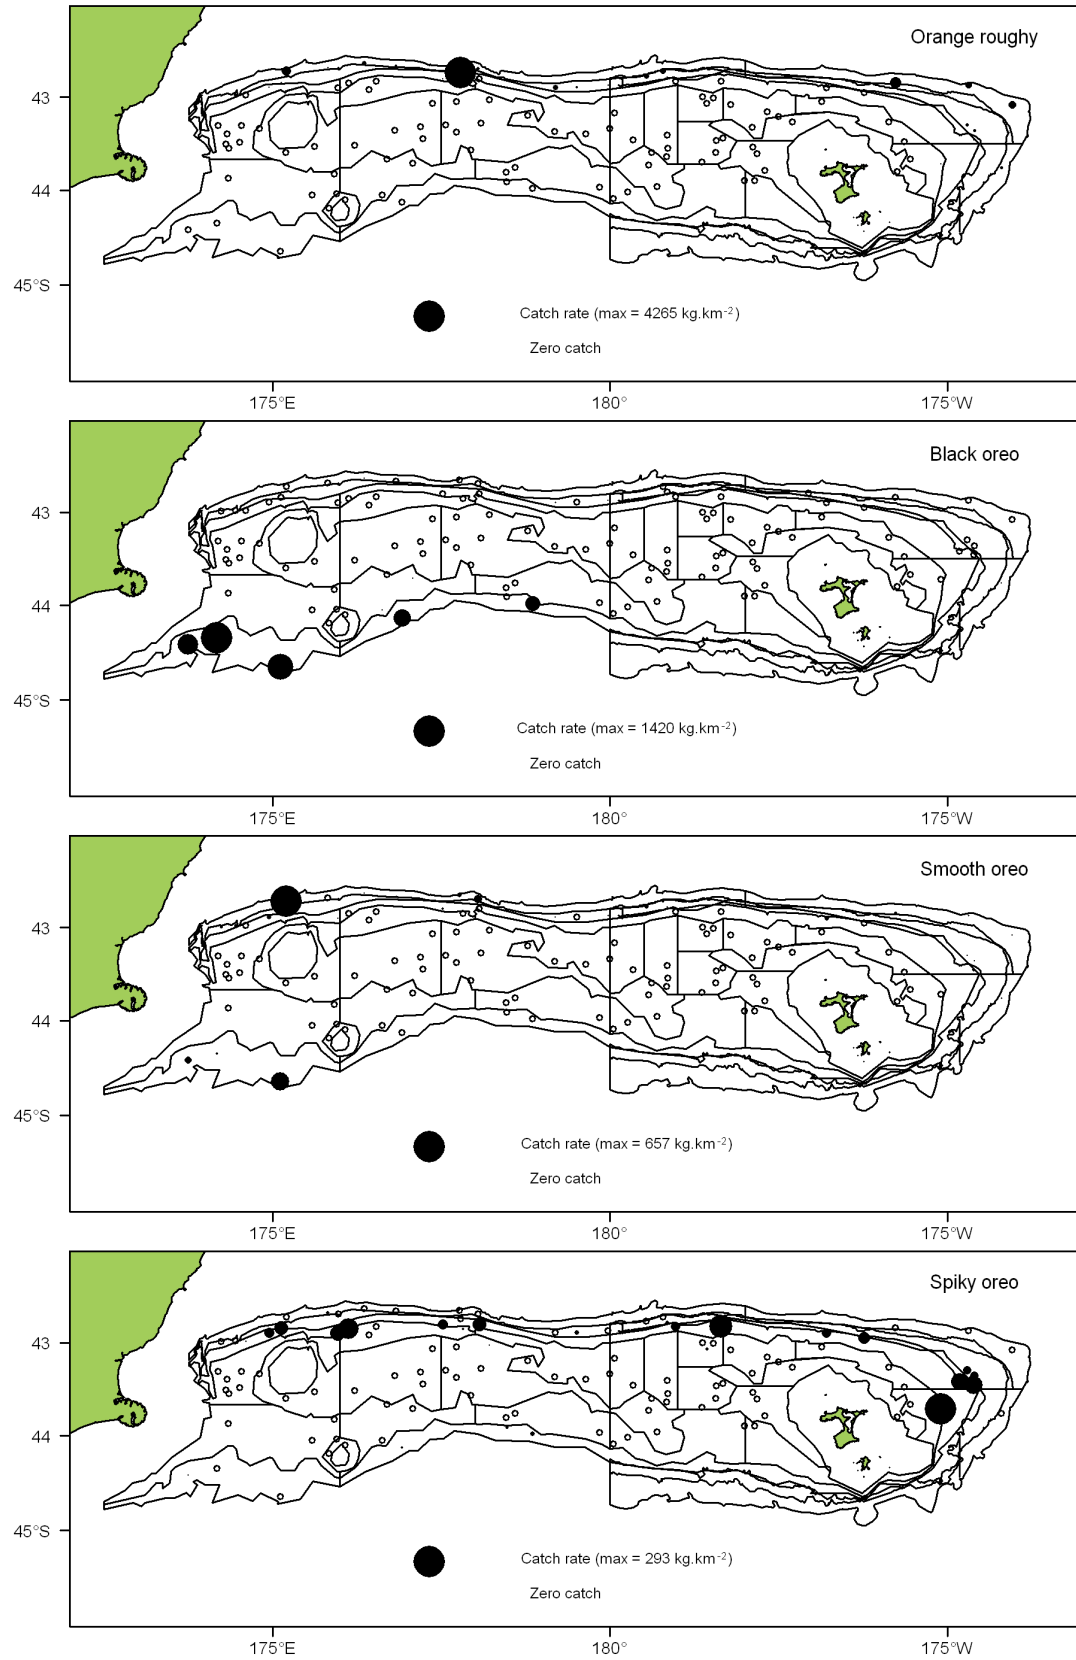 Orange roughy
43
44
45°S
Catch rate (max = 4265 kg.km⁻²)
Zero catch
175°E
180°
175°W
Black oreo
43
44
45°S
Catch rate (max = 1420 kg.km⁻²)
Zero catch
175°E
180°
175°W
Smooth oreo
43
44
45°S
Catch rate (max = 657 kg.km⁻²)
Zero catch
175°E
180°
175°W
Spiky oreo
43
44
45°S
Catch rate (max = 293 kg.km⁻²)
Zero catch
175°E
180°
175°W